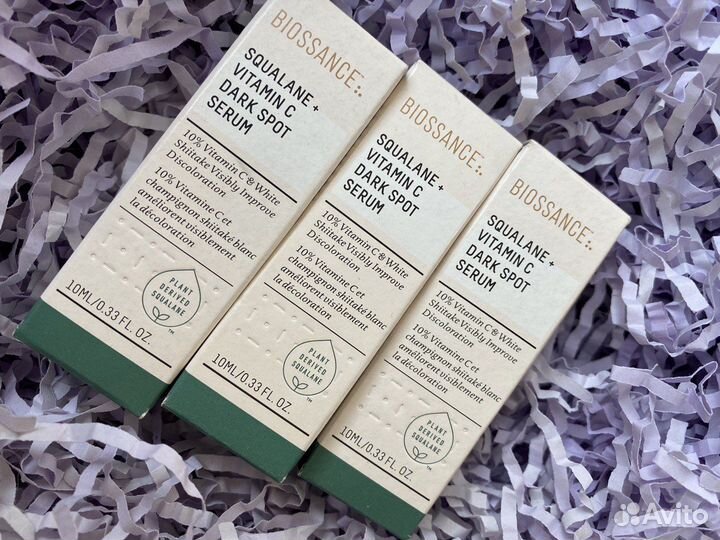 BIOSSANCE
SQUALANE +
VITAMIN C
DARK SPOT
SERUM
10% Vitamin C & White
Shiitake Visibly Improve
Discoloration
10% Vitamine C et
champignon shiitaké blanc
améliorent visiblement
la décoloration
PLANT
DERIVED
SQUALANE
™
10ML/0.33 FL. OZ.
BIOSSANCE
SQUALANE +
VITAMIN C
DARK SPOT
SERUM
10% Vitamin C & White
Shiitake Visibly Improve
Discoloration
10% Vitamine C et
champignon shiitaké blanc
améliorent visiblement
la décoloration
PLANT
DERIVED
SQUALANE
™
10ML/0.33 FL. OZ.
BIOSSANCE
SQUALANE +
VITAMIN C
DARK SPOT
SERUM
10% Vitamin C & White
Shiitake Visibly Improve
Discoloration
10% Vitamine C et
champignon shiitaké blanc
améliorent visiblement
la décoloration
PLANT
DERIVED
SQUALANE
™
10ML/0.33 FL. OZ.
Avito